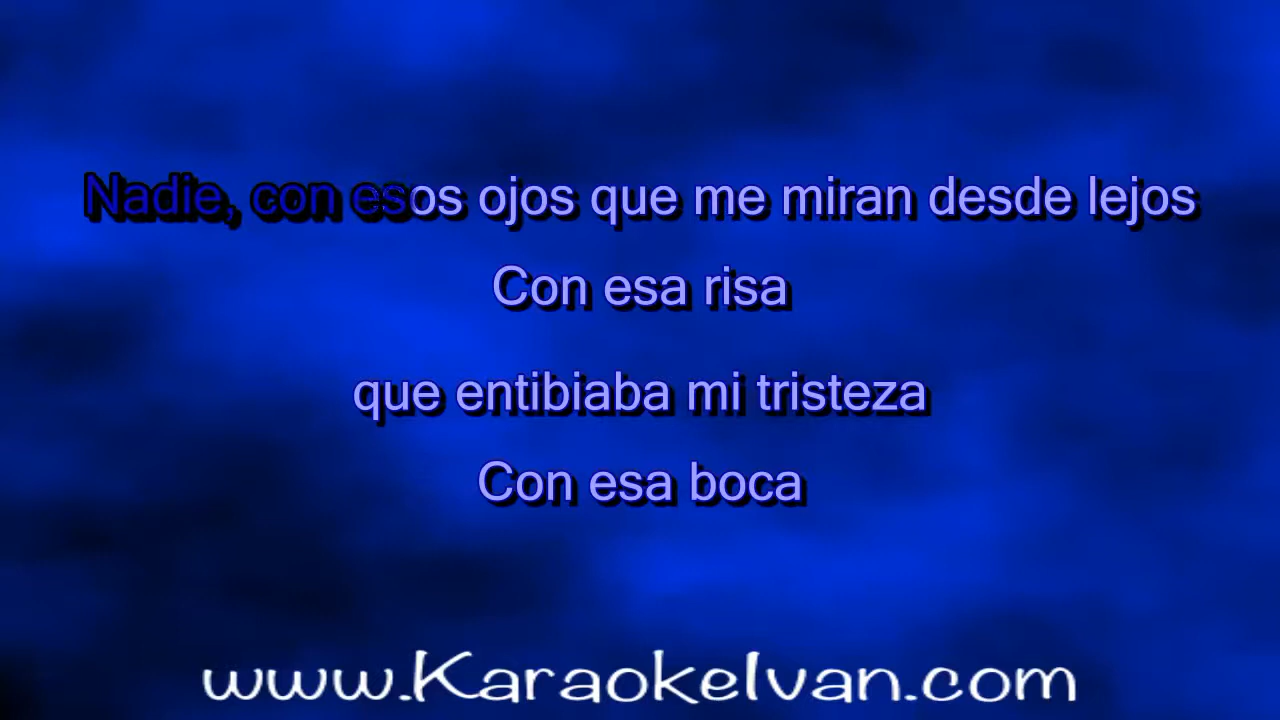 Nadie, con esos ojos que me miran desde lejos
Con esa risa
que entibiaba mi tristeza
Con esa boca
www.KaraokeIvan.com